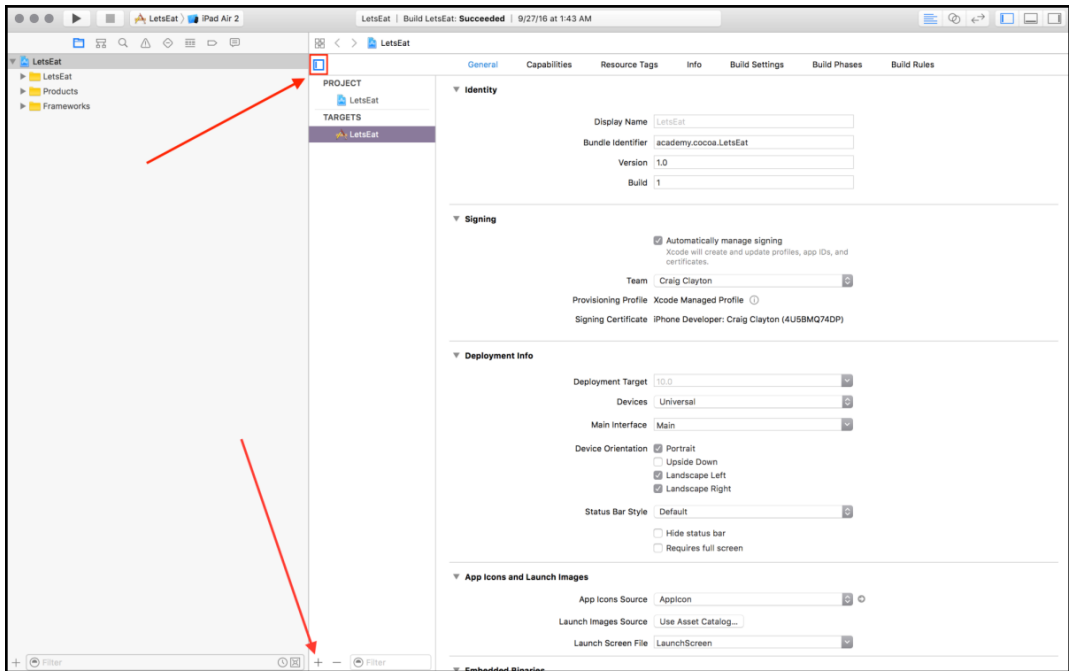 LetsEat iPad Air 2 LetsEat | Build LetsEat: Succeeded | 9/27/16 at 1:43 AM
LetsEat
LetsEat
LetsEat
Products
Frameworks
PROJECT
LetsEat
TARGETS
LetsEat
General Capabilities Resource Tags Info Build Settings Build Phases Build Rules
Identity
Display Name LetsEat
Bundle Identifier academy.cocoa.LetsEat
Version 1.0
Build 1
Signing
Automatically manage signing
Xcode will create and update profiles, app IDs, and
certificates.
Team Craig Clayton
Provisioning Profile Xcode Managed Profile
Signing Certificate iPhone Developer: Craig Clayton (4U5BMQ74DP)
Deployment Info
Deployment Target 10.0
Devices Universal
Main Interface Main
Device Orientation Portrait
Upside Down
Landscape Left
Landscape Right
Status Bar Style Default
Hide status bar
Requires full screen
App Icons and Launch Images
App Icons Source AppIcon
Launch Images Source Use Asset Catalog...
Launch Screen File LaunchScreen
Embedded Binaries
Filter
Filter